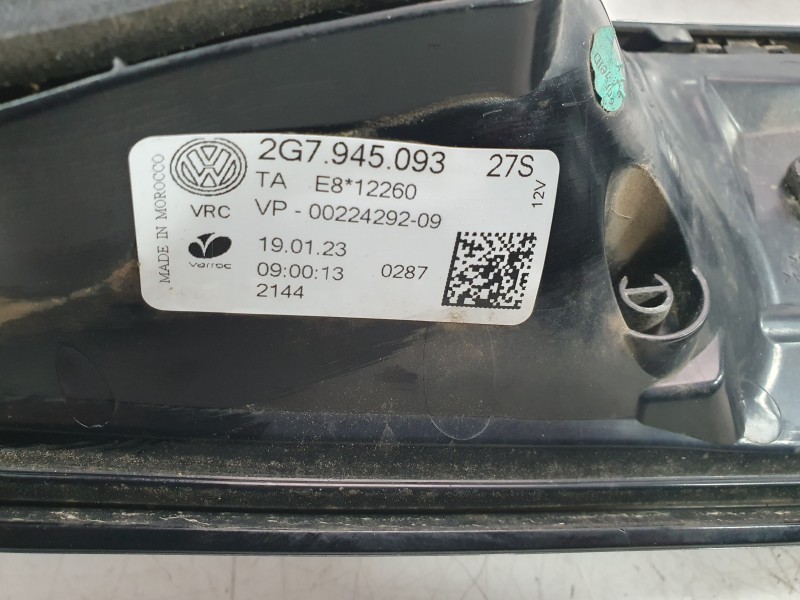 MADE IN MOROCCO
2G7.945.093 27S
TA E8*12260
12V
VRC VP - 00224292-09
varroc
19.01.23
09:00:13 0287
2144